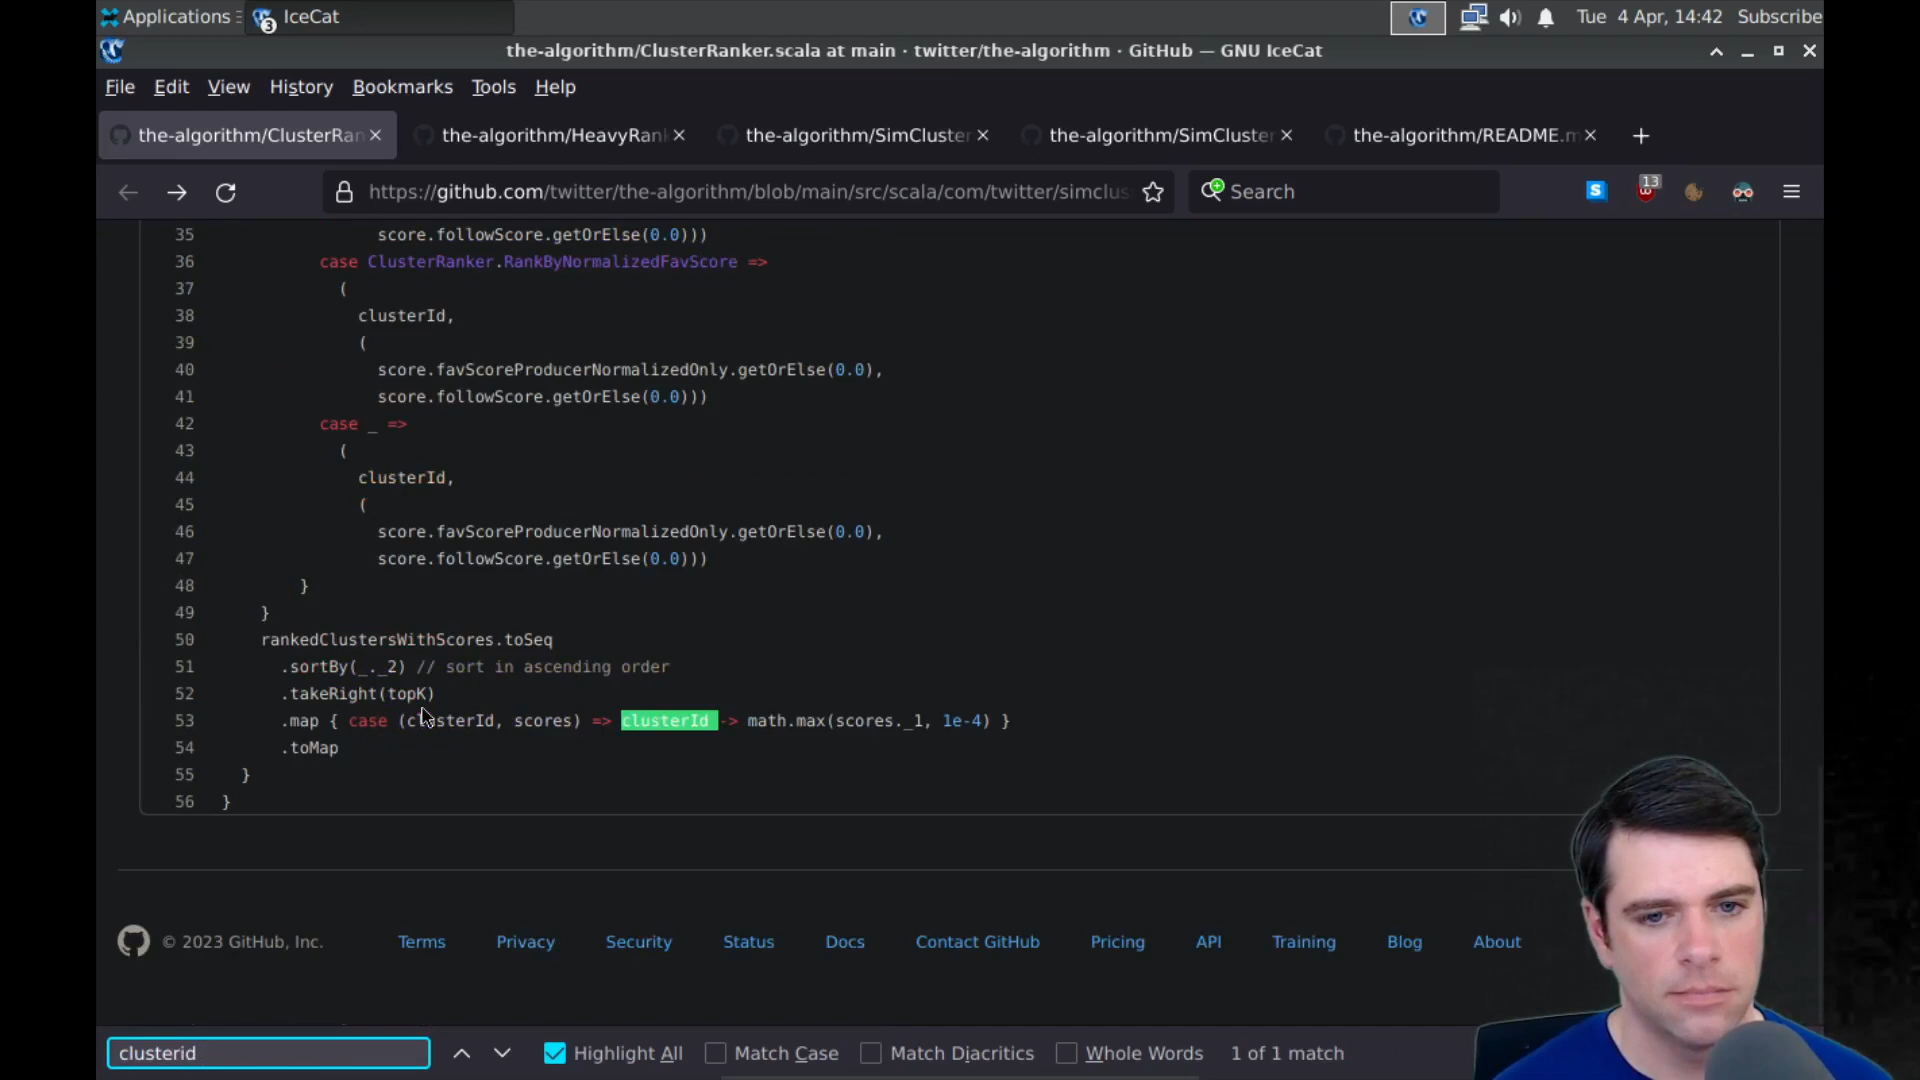 Applications
3 IceCat
Tue 4 Apr, 14:42 Subscribe
the-algorithm/ClusterRanker.scala at main · twitter/the-algorithm · GitHub — GNU IceCat
File Edit View History Bookmarks Tools Help
the-algorithm/ClusterRan the-algorithm/HeavyRank the-algorithm/SimCluster the-algorithm/SimCluster the-algorithm/README.m
https://github.com/twitter/the-algorithm/blob/main/src/scala/com/twitter/simclus Search S 13
35 score.followScore.getOrElse(0.0)))
36 case ClusterRanker.RankByNormalizedFavScore =>
37 (
38 clusterId,
39 (
40 score.favScoreProducerNormalizedOnly.getOrElse(0.0),
41 score.followScore.getOrElse(0.0)))
42 case _ =>
43 (
44 clusterId,
45 (
46 score.favScoreProducerNormalizedOnly.getOrElse(0.0),
47 score.followScore.getOrElse(0.0)))
48 }
49 }
50 rankedClustersWithScores.toSeq
51 .sortBy(_._2) // sort in ascending order
52 .takeRight(topK)
53 .map { case (clusterId, scores) => clusterId -> math.max(scores._1, 1e-4) }
54 .toMap
55 }
56 }
© 2023 GitHub, Inc. Terms Privacy Security Status Docs Contact GitHub Pricing API Training Blog About
clusterid Highlight All Match Case Match Diacritics Whole Words 1 of 1 match